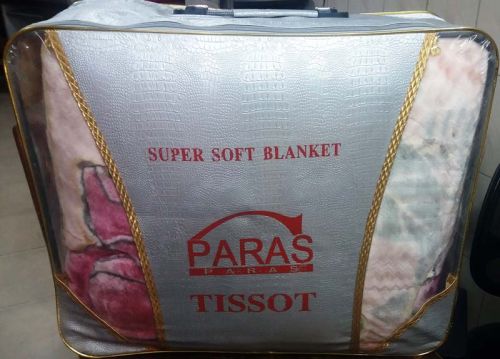 SUPER SOFT BLANKET
PARAS
PARAS
TISSOT